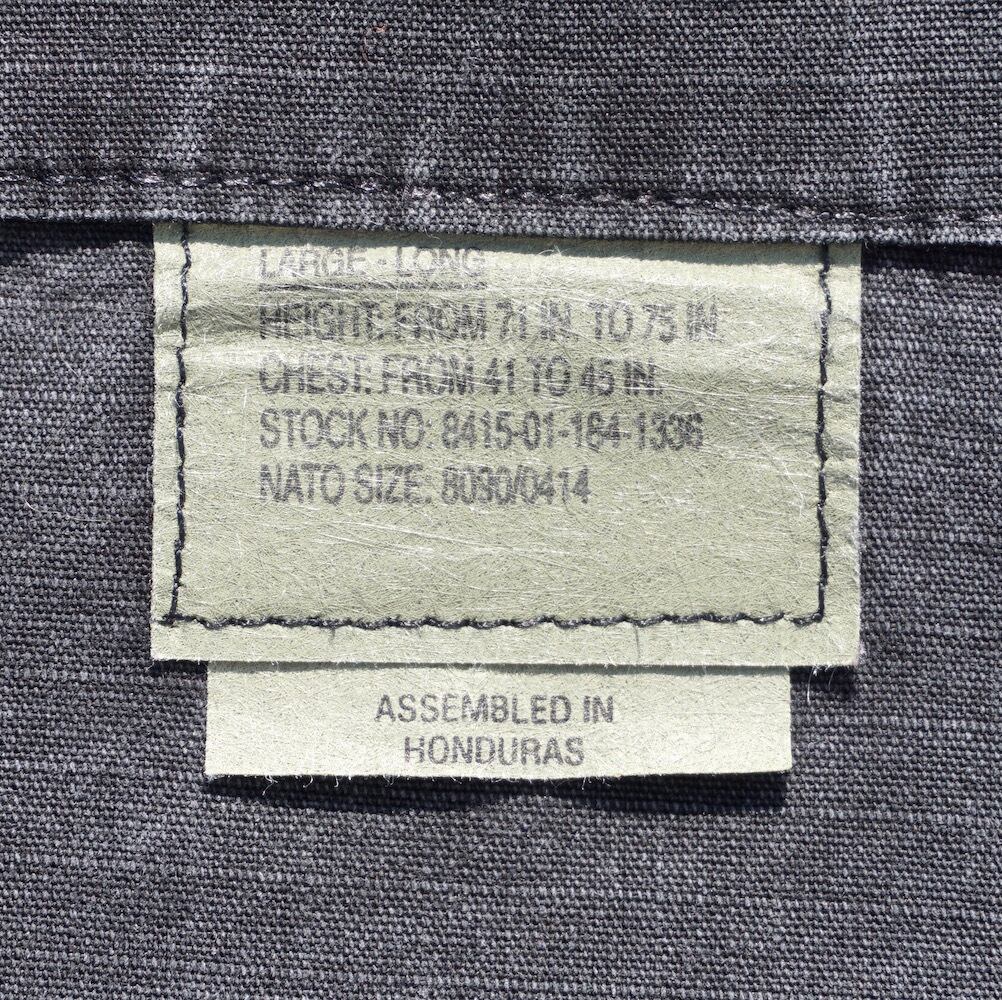 LARGE - LONG
HEIGHT: FROM 71 IN. TO 75 IN.
CHEST: FROM 41 TO 45 IN.
STOCK NO: 8415-01-184-1336
NATO SIZE: 8090/0414
ASSEMBLED IN
HONDURAS